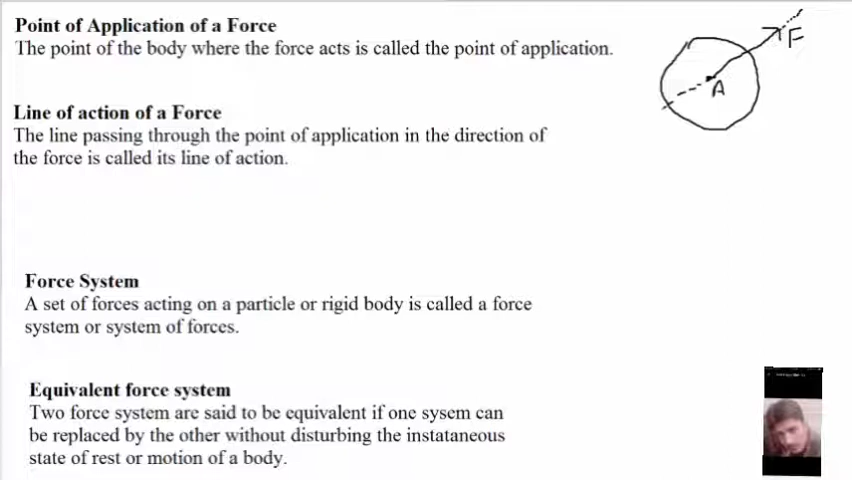 Point of Application of a Force
The point of the body where the force acts is called the point of application.
F
A
Line of action of a Force
The line passing through the point of application in the direction of
the force is called its line of action.
Force System
A set of forces acting on a particle or rigid body is called a force
system or system of forces.
Equivalent force system
Two force system are said to be equivalent if one sysem can
be replaced by the other without disturbing the instataneous
state of rest or motion of a body.